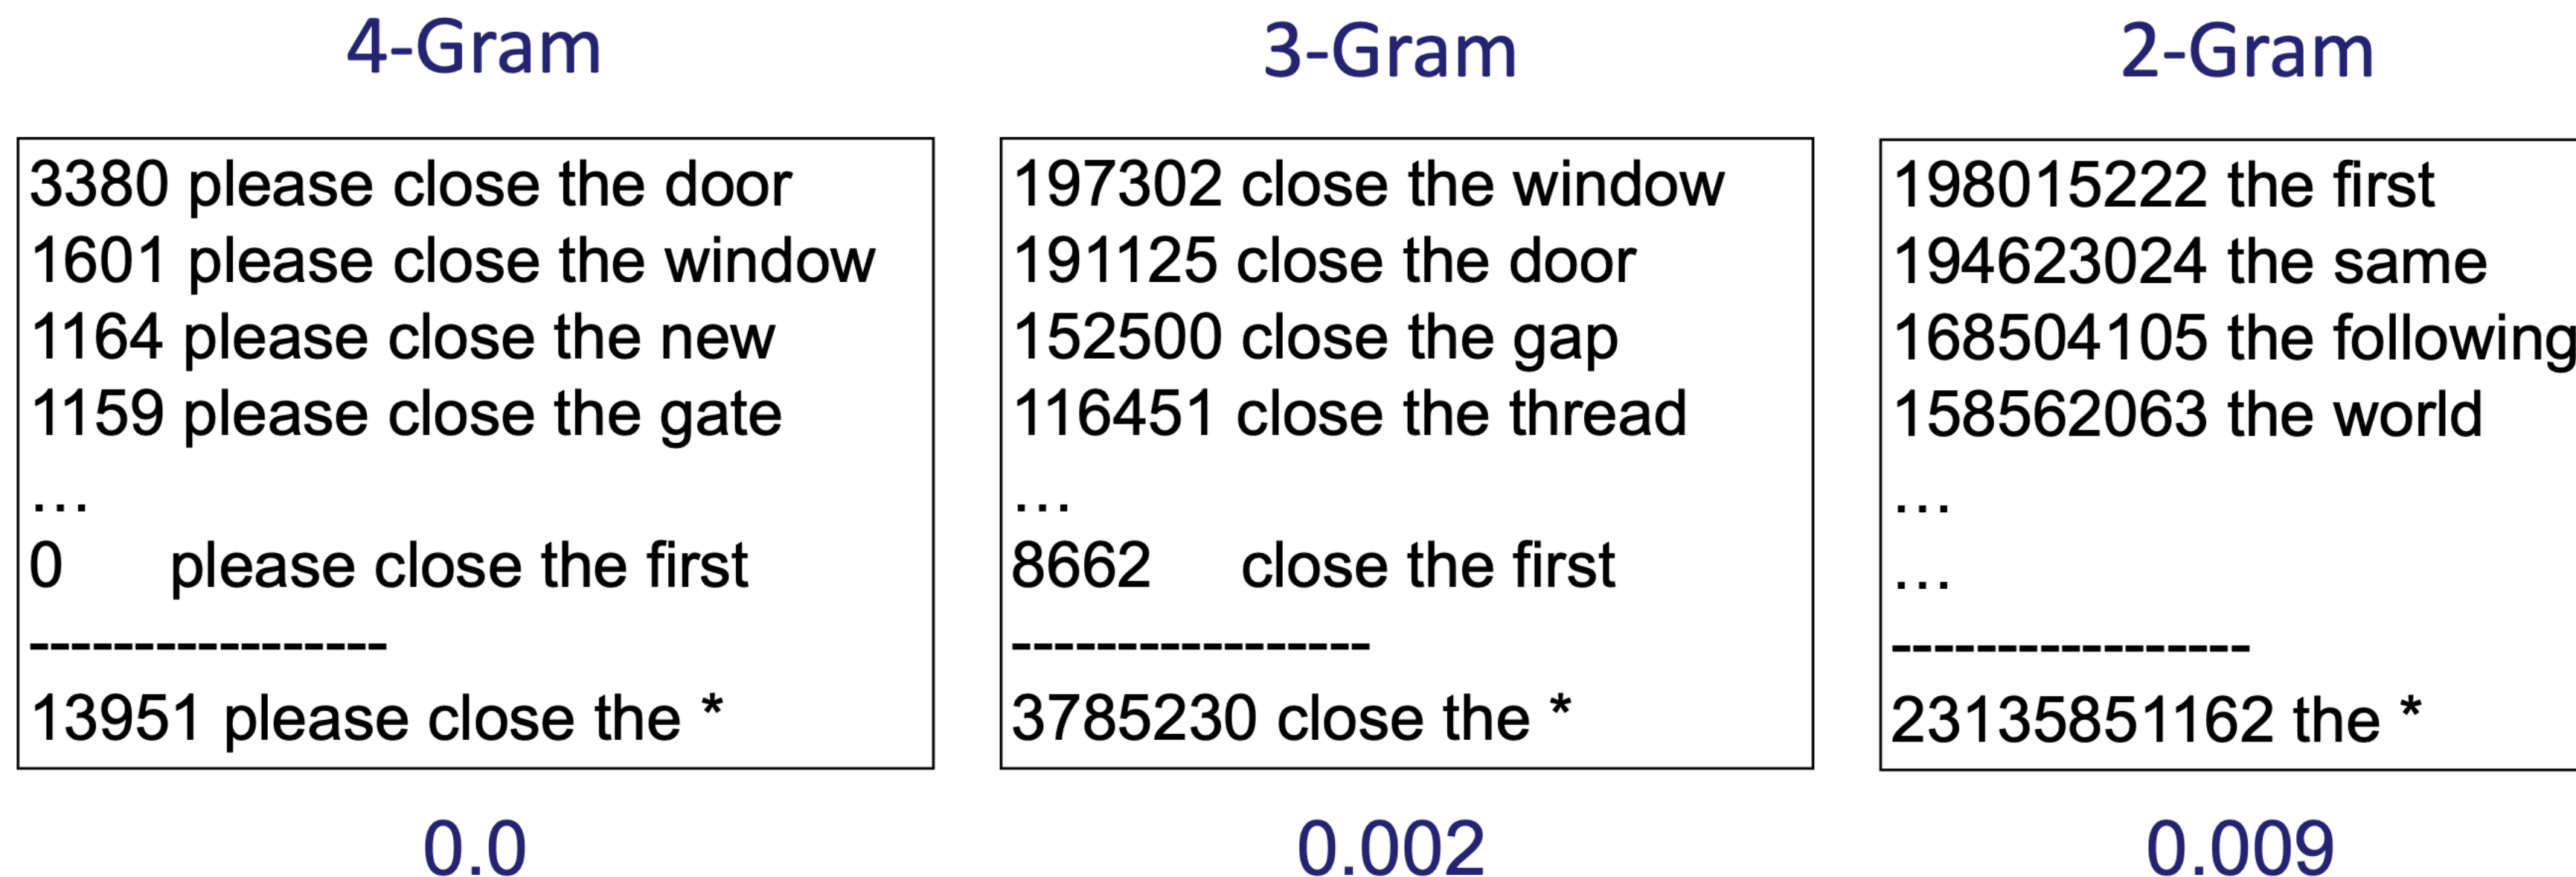 4-Gram
3380 please close the door
1601 please close the window
1164 please close the new
1159 please close the gate
…
0 please close the first
-----------------
13951 please close the *
0.0
3-Gram
197302 close the window
191125 close the door
152500 close the gap
116451 close the thread
…
8662 close the first
-----------------
3785230 close the *
0.002
2-Gram
198015222 the first
194623024 the same
168504105 the following
158562063 the world
…
…
-----------------
23135851162 the *
0.009